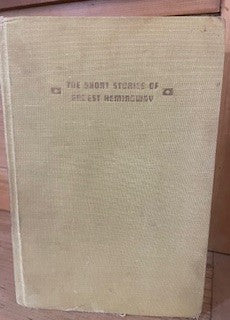 THE SHORT STORIES OF
ERNEST HEMINGWAY